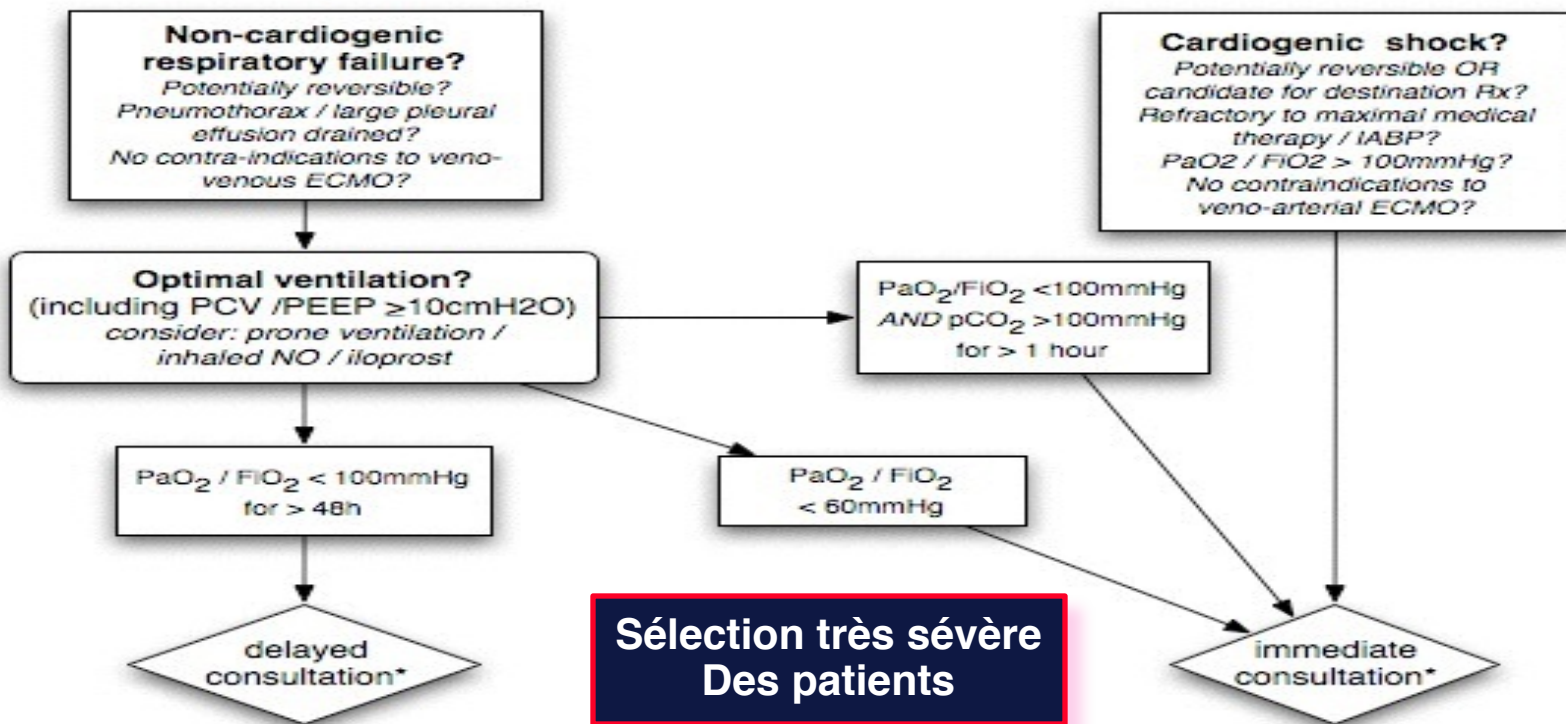 Non-cardiogenic
respiratory failure?
Potentially reversible?
Pneumothorax / large pleural
effusion drained?
No contra-indications to veno-
venous ECMO?
Cardiogenic shock?
Potentially reversible OR
candidate for destination Rx?
Refractory to maximal medical
therapy / IABP?
PaO2 / FiO2 > 100mmHg?
No contraindications to
veno-arterial ECMO?
Optimal ventilation?
(including PCV /PEEP ≥10cmH2O)
consider: prone ventilation /
inhaled NO / iloprost
PaO₂/FiO₂ <100mmHg
AND pCO₂ >100mmHg
for > 1 hour
PaO₂ / FiO₂ < 100mmHg
for > 48h
PaO₂ / FiO₂
< 60mmHg
delayed
consultation*
Sélection très sévère
Des patients
immediate
consultation*